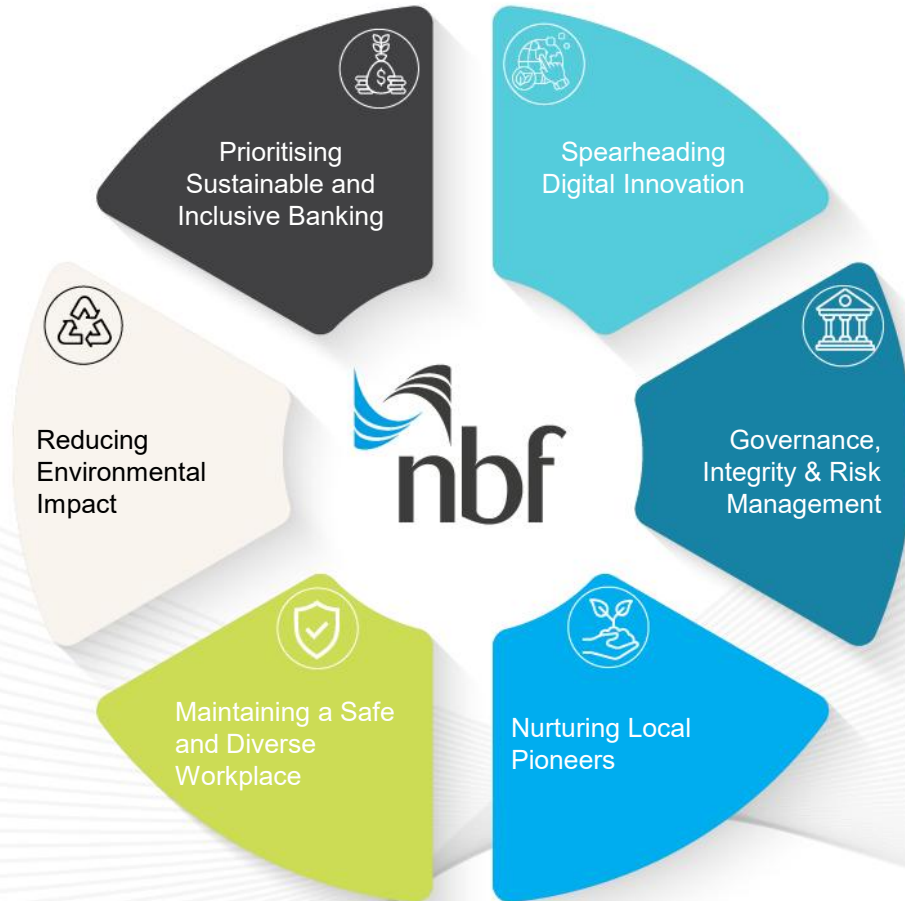 Prioritising
Sustainable and
Inclusive Banking
Spearheading
Digital Innovation
Reducing
Environmental
Impact
nbf
Governance,
Integrity & Risk
Management
Maintaining a Safe
and Diverse
Workplace
Nurturing Local
Pioneers